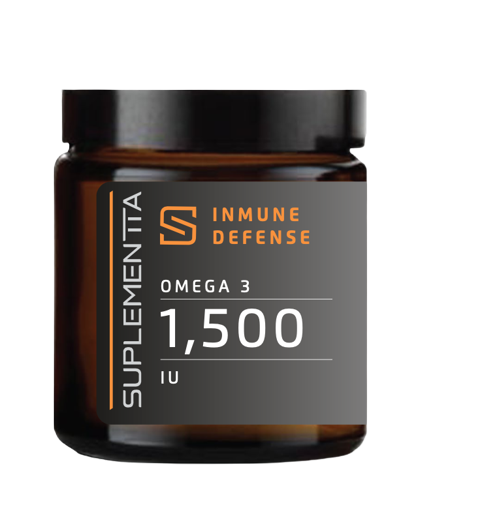 SUPLEMENTTA
INMUNE
DEFENSE
OMEGA 3
1,500
IU